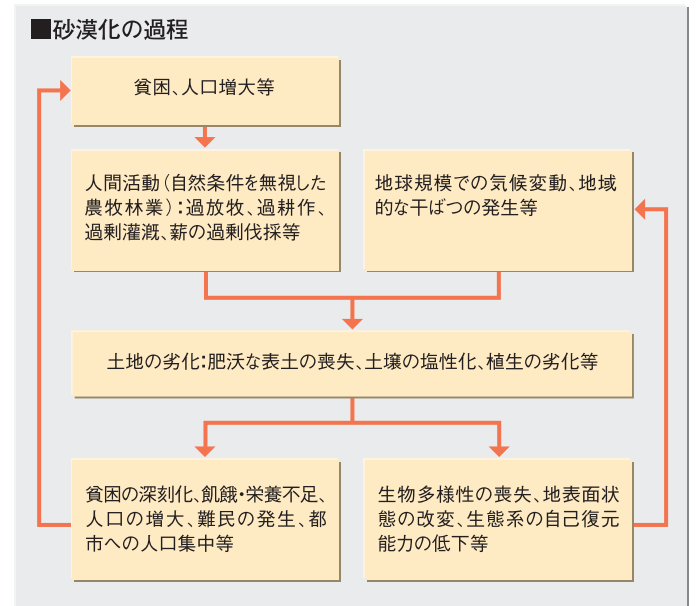 ■砂漠化の過程
貧困、人口増大等
人間活動（自然条件を無視した
農牧林業）：過放牧、過耕作、
過剰灌漑、薪の過剰伐採等
地球規模での気候変動、地域
的な干ばつの発生等
土地の劣化：肥沃な表土の喪失、土壌の塩性化、植生の劣化等
貧困の深刻化、飢餓・栄養不足、
人口の増大、難民の発生、都
市への人口集中等
生物多様性の喪失、地表面状
態の改変、生態系の自己復元
能力の低下等